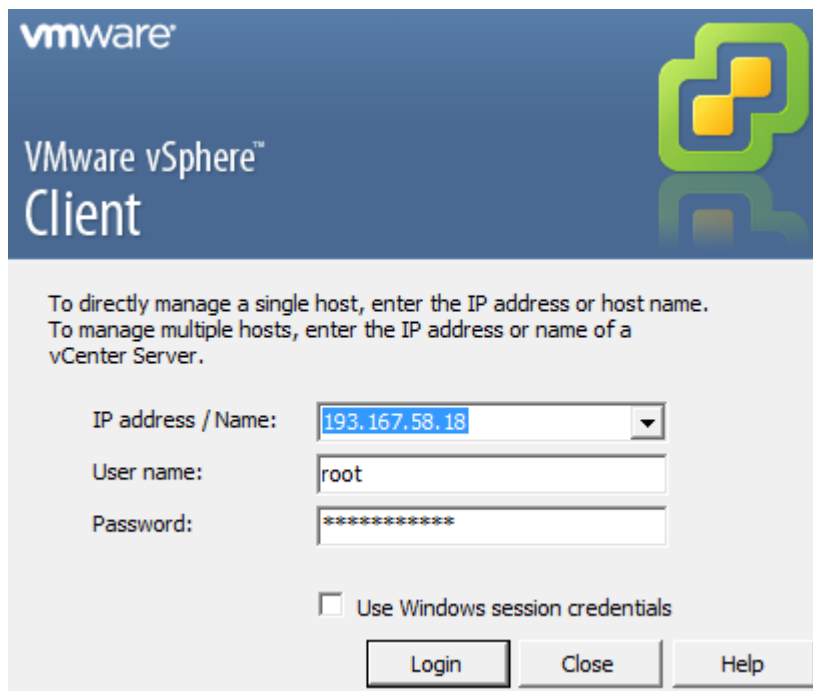 vmware
VMware vSphere™
Client
To directly manage a single host, enter the IP address or host name.
To manage multiple hosts, enter the IP address or name of a
vCenter Server.
IP address / Name: 193.167.58.18
User name: root
Password: ***********
Use Windows session credentials
Login Close Help